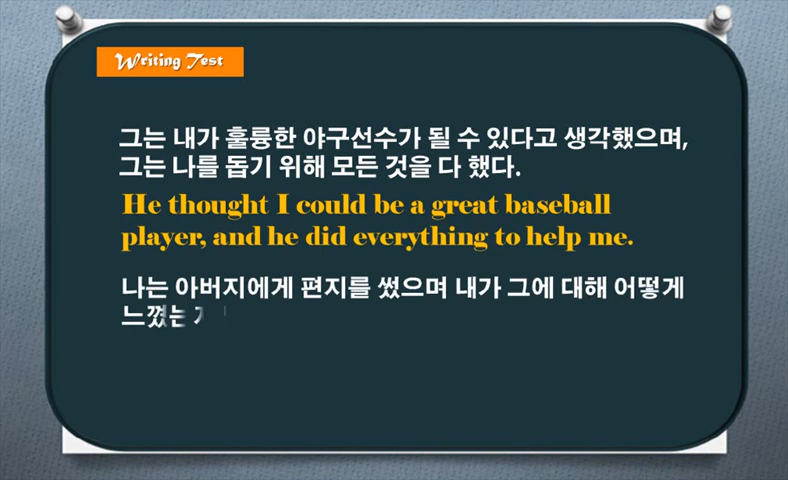 Writing Test
그는 내가 훌륭한 야구선수가 될 수 있다고 생각했으며,
그는 나를 돕기 위해 모든 것을 다 했다.
He thought I could be a great baseball
player, and he did everything to help me.
나는 아버지에게 편지를 썼으며 내가 그에 대해 어떻게
느꼈는